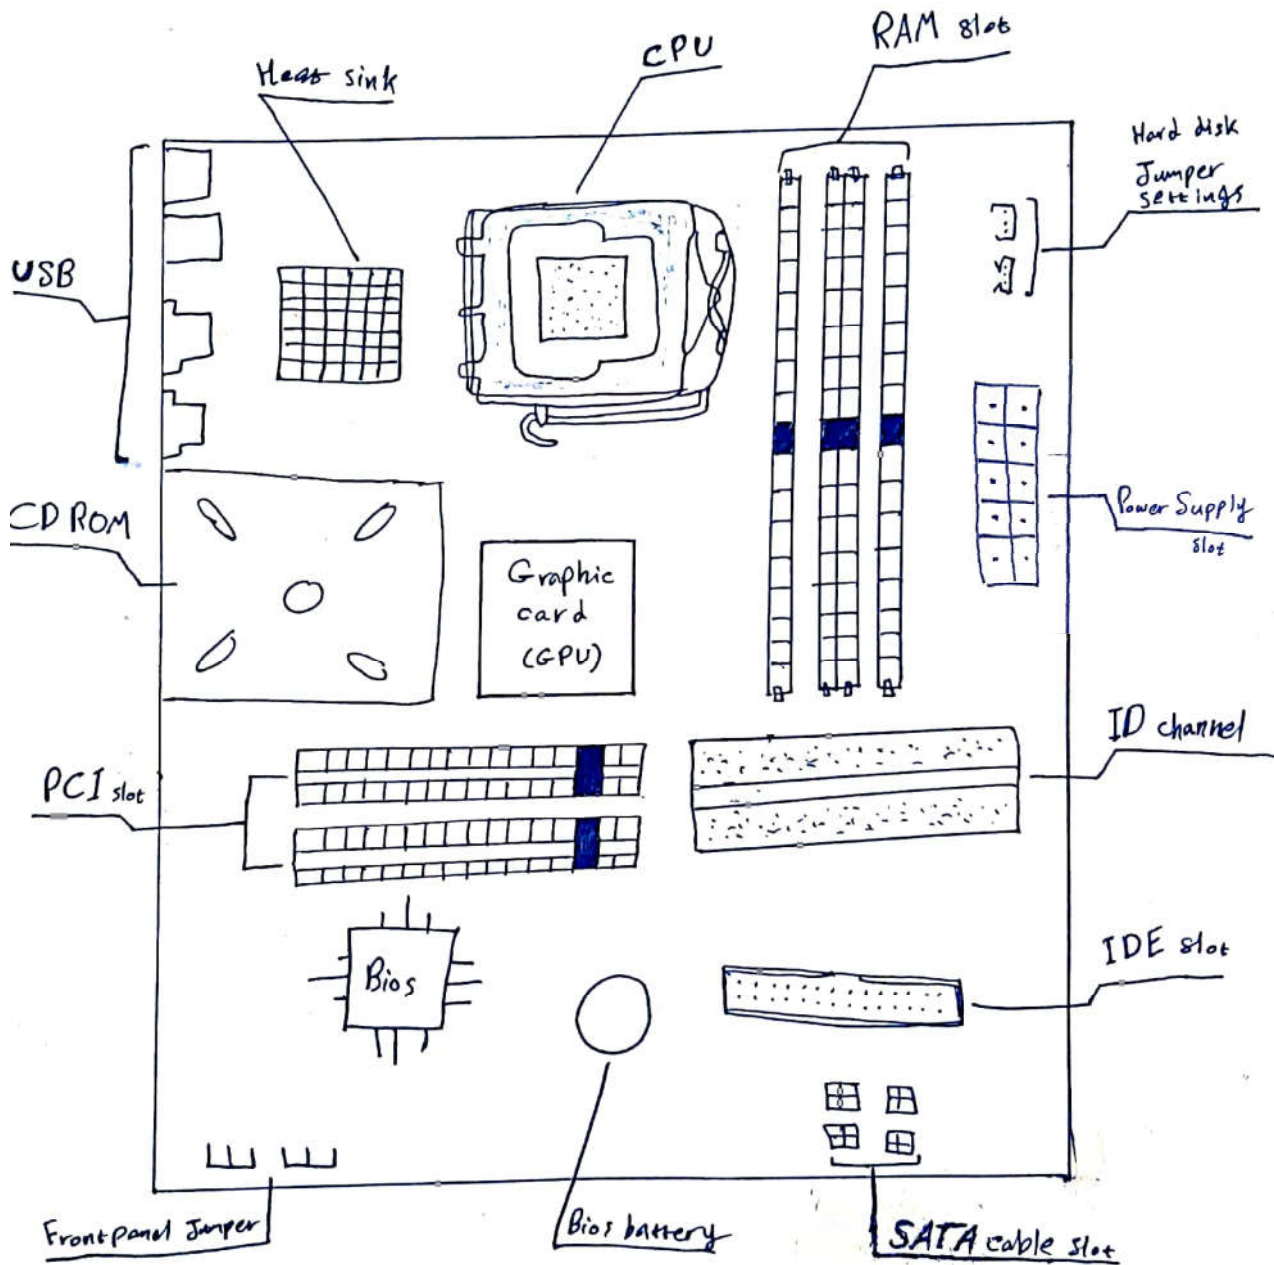 RAM slot
CPU
Heat sink
Hard disk
Jumper
settings
USB
CD ROM
Power Supply
slot
Graphic
card
(GPU)
ID channel
PCI slot
IDE slot
Bios
Front panel Jumper
Bios battery
SATA cable slot